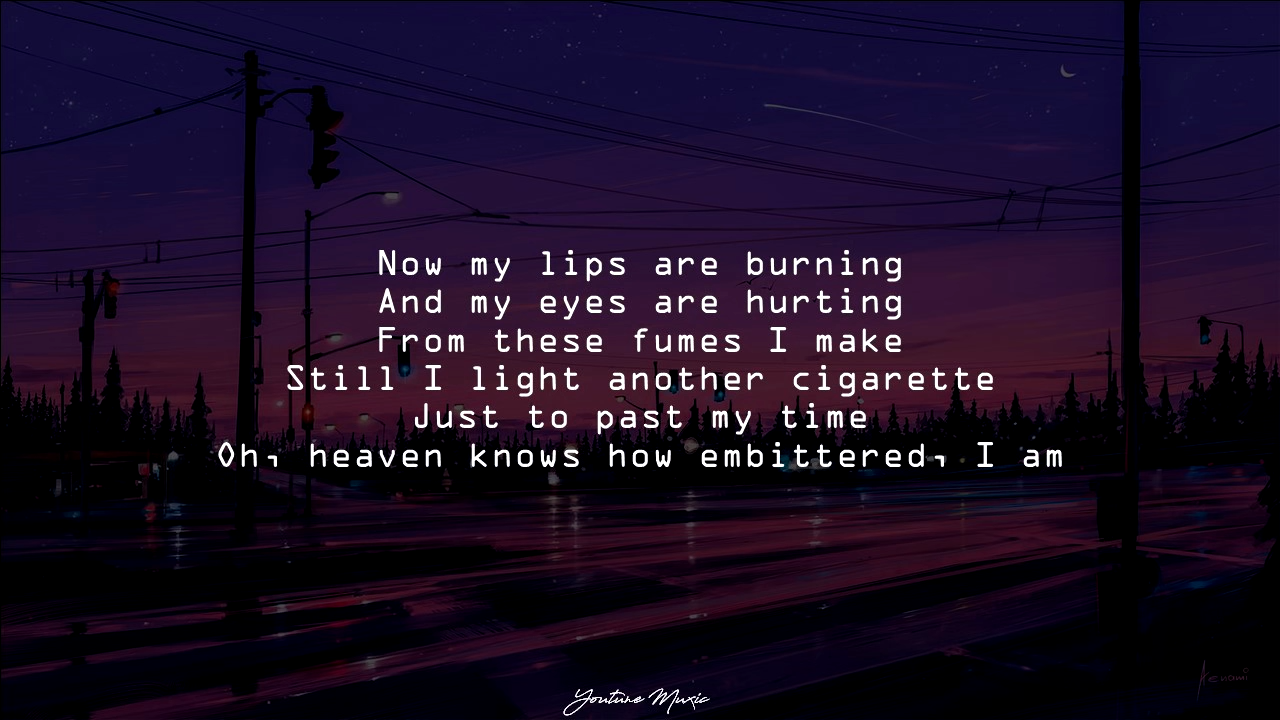 Now my lips are burning
And my eyes are hurting
From these fumes I make
Still I light another cigarette
Just to past my time
Oh, heaven knows how embittered, I am
Aenami
Youtune Muxic